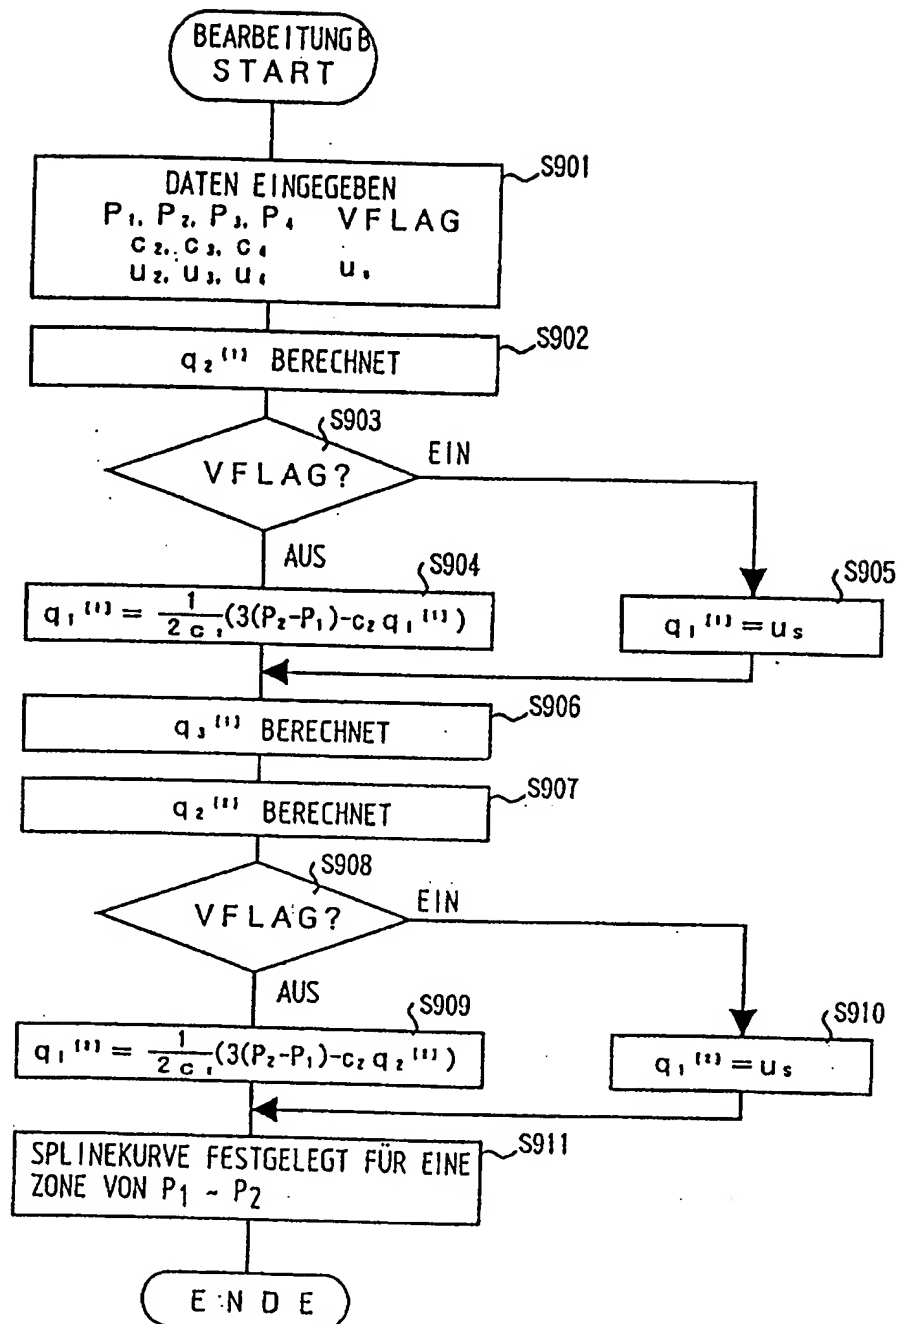 BEARBEITUNG B
START
S901
DATEN EINGEGEBEN
P₁, P₂, P₃, P₄ VFLAG
c₂, c₃, c₄
u₂, u₃, u₄ uₛ
S902
q₂⁽¹⁾ BERECHNET
S903
VFLAG?
EIN
AUS
S904
q₁⁽¹⁾ = 1/2c₁(3(P₂-P₁)-c₂q₁⁽¹⁾)
S905
q₁⁽¹⁾ = uₛ
S906
q₃⁽¹⁾ BERECHNET
S907
q₂⁽²⁾ BERECHNET
S908
VFLAG?
EIN
AUS
S909
q₁⁽²⁾ = 1/2c₁(3(P₂-P₁)-c₂q₂⁽²⁾)
S910
q₁⁽²⁾ = uₛ
S911
SPLINEKURVE FESTGELEGT FÜR EINE
ZONE VON P₁ ~ P₂
ENDE